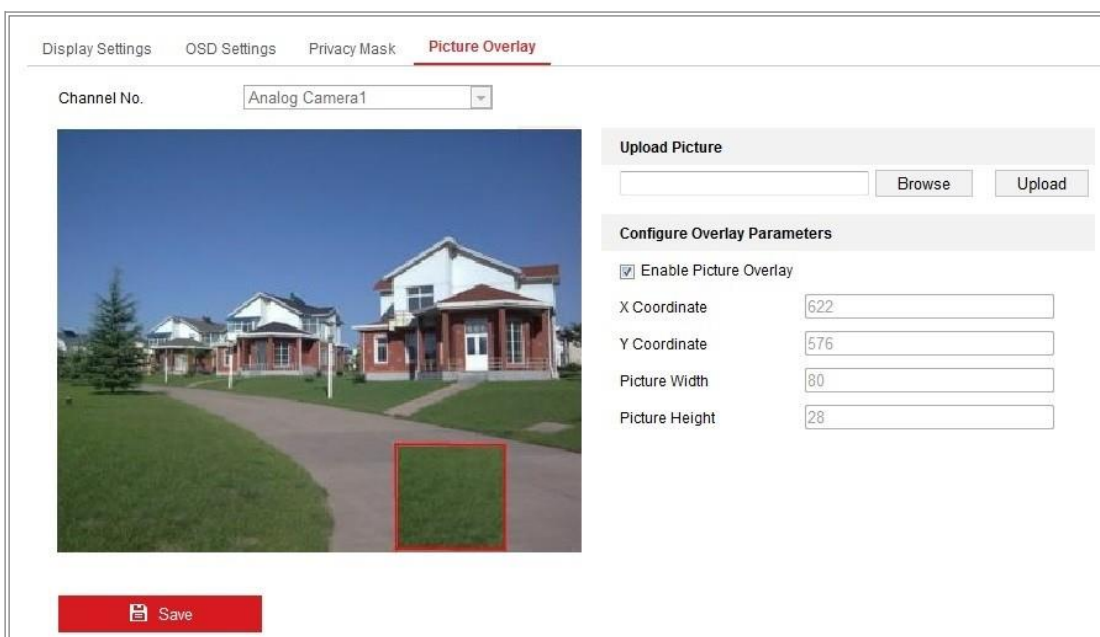 Display Settings OSD Settings Privacy Mask Picture Overlay
Channel No. Analog Camera1
Upload Picture
Browse Upload
Configure Overlay Parameters
Enable Picture Overlay
X Coordinate 622
Y Coordinate 576
Picture Width 80
Picture Height 28
Save